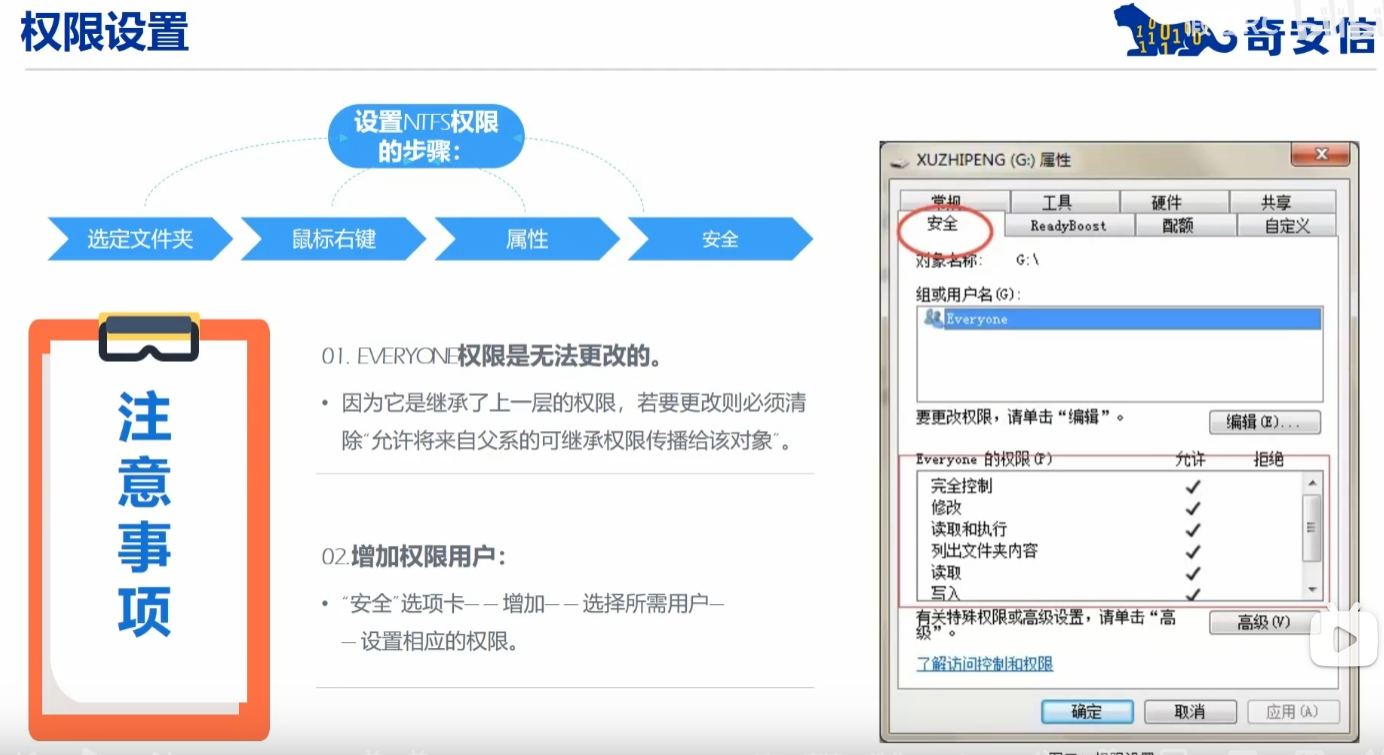 权限设置
奇安信
设置NTFS权限
的步骤：
选定文件夹
鼠标右键
属性
安全
注
意
事
项
01. EVERYONE权限是无法更改的。
• 因为它是继承了上一层的权限，若要更改则必须清
除“允许将来自父系的可继承权限传播给该对象”。
02.增加权限用户：
• “安全”选项卡— — 增加— — 选择所需用户—
— 设置相应的权限。
XUZHIPENG (G:) 属性
常规
工具
硬件
共享
安全
ReadyBoost
配额
自定义
对象名称: G:\
组或用户名(G):
Everyone
要更改权限，请单击“编辑”。
编辑(E)...
Everyone 的权限(P) 允许 拒绝
完全控制
修改
读取和执行
列出文件夹内容
读取
写入
有关特殊权限或高级设置，请单击“高
级”。
高级(V)
了解访问控制和权限
确定
取消
应用(A)